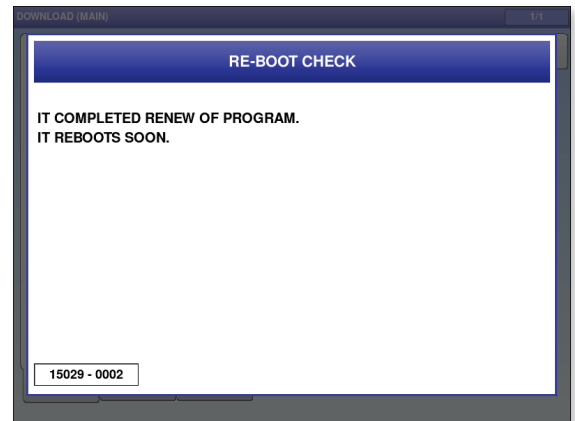 DOWNLOAD (MAIN)
1/1
RE-BOOT CHECK
IT COMPLETED RENEW OF PROGRAM.
IT REBOOTS SOON.
15029 - 0002